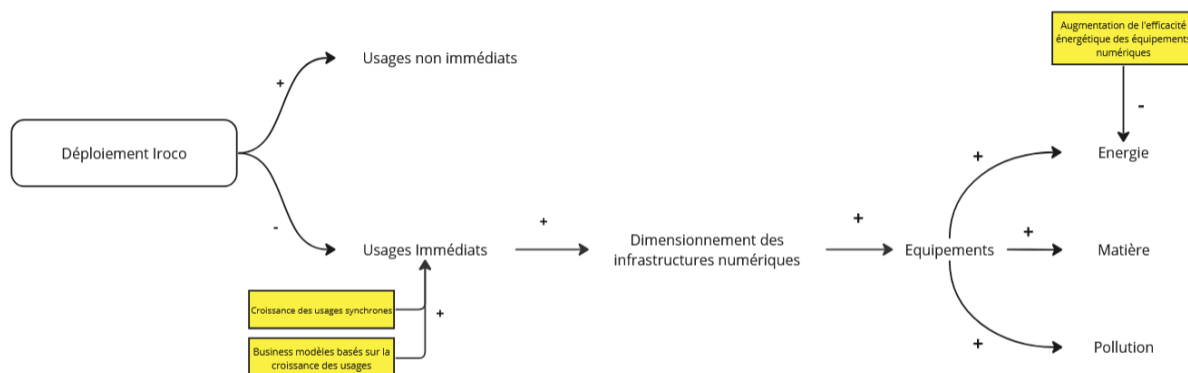 Augmentation de l'efficacité
énergétique des équipements
numériques
Usages non immédiats
+
-
Déploiement Iroco
+
Energie
-
+
+
+
Usages Immédiats
Dimensionnement des
infrastructures numériques
Equipements
Matière
Croissance des usages synchrones
+
Business modèles basés sur la
croissance des usages
+
Pollution